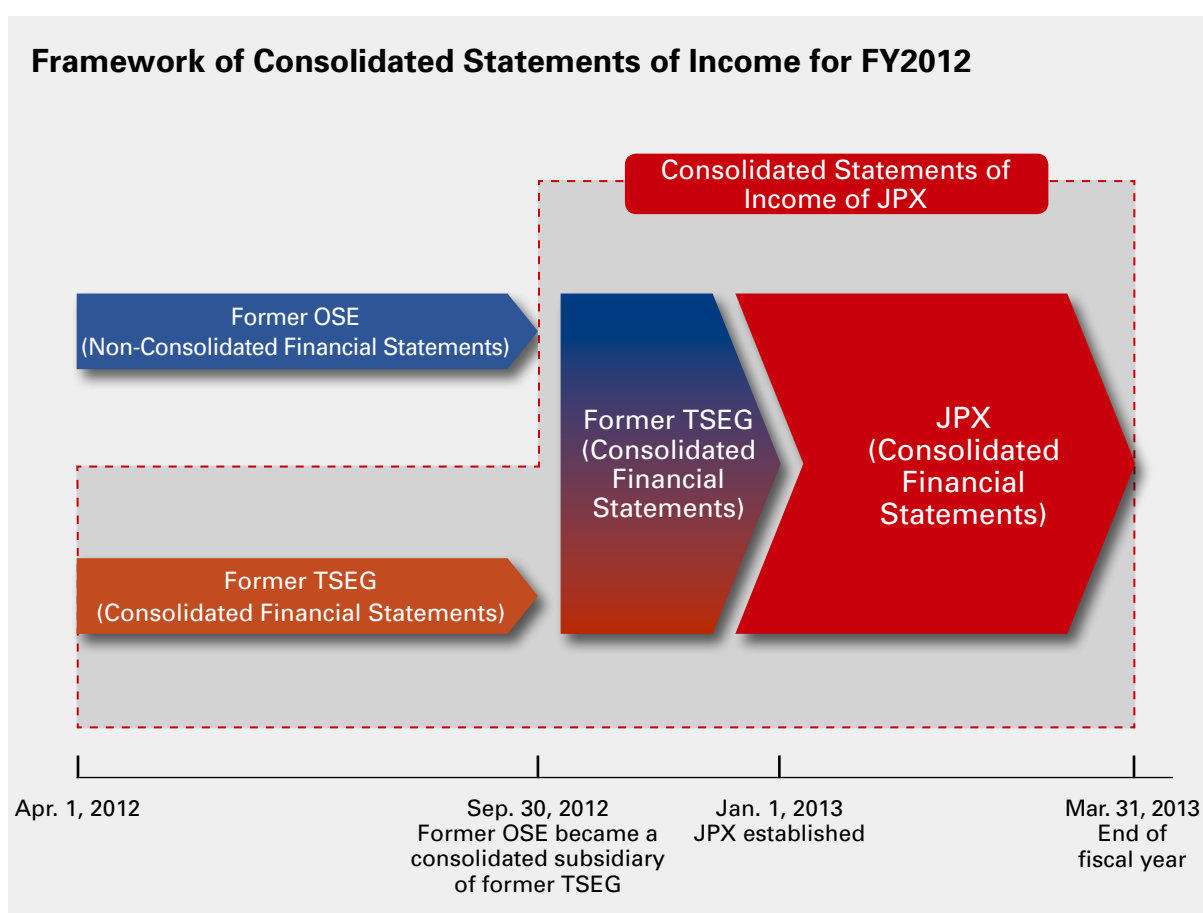 Framework of Consolidated Statements of Income for FY2012
Consolidated Statements of
Income of JPX
Former OSE
(Non-Consolidated Financial Statements)
Former TSEG
(Consolidated
Financial
Statements)
JPX
(Consolidated
Financial
Statements)
Former TSEG
(Consolidated Financial Statements)
Apr. 1, 2012
Sep. 30, 2012
Former OSE became a
consolidated subsidiary
of former TSEG
Jan. 1, 2013
JPX established
Mar. 31, 2013
End of
fiscal year